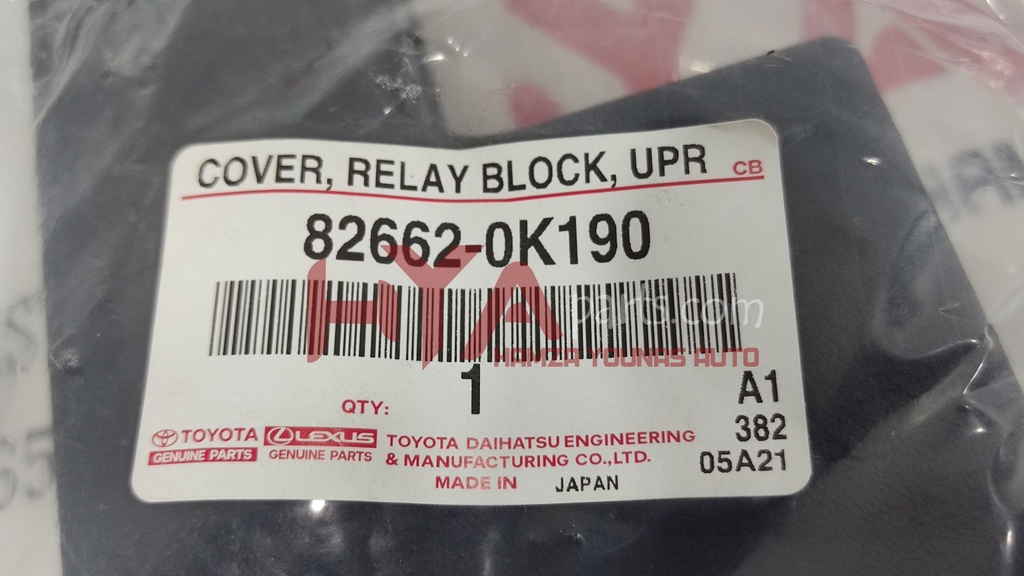 COVER, RELAY BLOCK, UPR CB
82662-0K190
HYA parts.com
HAMZA YOUNAS AUTO
QTY: 1
A1
382
05A21
TOYOTA
GENUINE PARTS
LEXUS
GENUINE PARTS
TOYOTA DAIHATSU ENGINEERING
& MANUFACTURING CO.,LTD.
MADE IN JAPAN